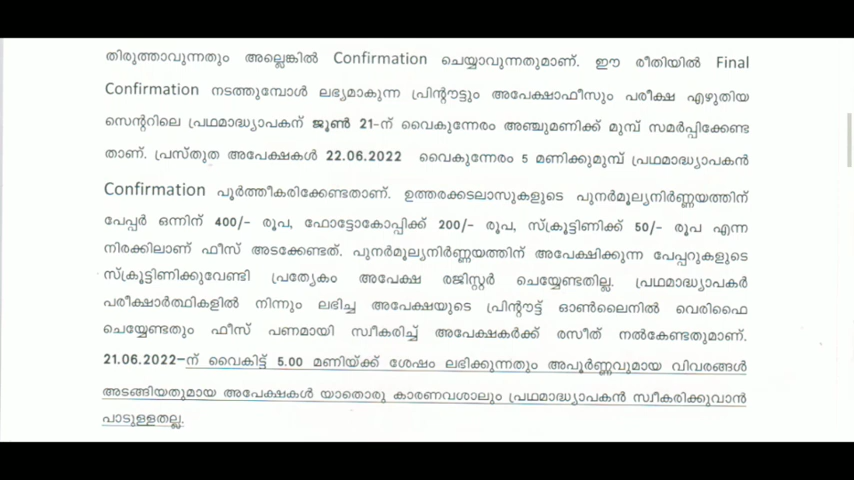 തിരുത്താവുന്നതും അല്ലെങ്കിൽ Confirmation ചെയ്യാവുന്നതുമാണ്. ഈ രീതിയിൽ Final
Confirmation നടത്തുമ്പോൾ ലഭ്യമാകുന്ന പ്രിന്റൗട്ടും അപേക്ഷാഫീസും പരീക്ഷ എഴുതിയ
സെന്ററിലെ പ്രഥമാദ്ധ്യാപകന് ജൂൺ 21-ന് വൈകുന്നേരം അഞ്ചുമണിക്ക് മുമ്പ് സമർപ്പിക്കേണ്ട
താണ്. പ്രസ്തുത അപേക്ഷകൾ 22.06.2022 വൈകുന്നേരം 5 മണിക്കുമുമ്പ് പ്രഥമാദ്ധ്യാപകൻ
Confirmation പൂർത്തീകരിക്കേണ്ടതാണ്. ഉത്തരക്കടലാസുകളുടെ പുനർമൂല്യനിർണ്ണയത്തിന്
പേപ്പർ ഒന്നിന് 400/- രൂപ, ഫോട്ടോകോപ്പിക്ക് 200/- രൂപ, സ്ക്രൂട്ടിണിക്ക് 50/- രൂപ എന്ന
നിരക്കിലാണ് ഫീസ് അടക്കേണ്ടത്. പുനർമൂല്യനിർണ്ണയത്തിന് അപേക്ഷിക്കുന്ന പേപ്പറുകളുടെ
സ്ക്രൂട്ടിണിക്കുവേണ്ടി പ്രത്യേകം അപേക്ഷ രജിസ്റ്റർ ചെയ്യേണ്ടതില്ല. പ്രഥമാദ്ധ്യാപകർ
പരീക്ഷാർത്ഥികളിൽ നിന്നും ലഭിച്ച അപേക്ഷയുടെ പ്രിന്റൗട്ട് ഓൺലൈനിൽ വെരിഫൈ
ചെയ്യേണ്ടതും ഫീസ് പണമായി സ്വീകരിച്ച് അപേക്ഷകർക്ക് രസീത് നൽകേണ്ടതുമാണ്.
21.06.2022-ന് വൈകിട്ട് 5.00 മണിയ്ക്ക് ശേഷം ലഭിക്കുന്നതും അപൂർണ്ണവുമായ വിവരങ്ങൾ
അടങ്ങിയതുമായ അപേക്ഷകൾ യാതൊരു കാരണവശാലും പ്രഥമാദ്ധ്യാപകൻ സ്വീകരിക്കുവാൻ
പാടുള്ളതല്ല.